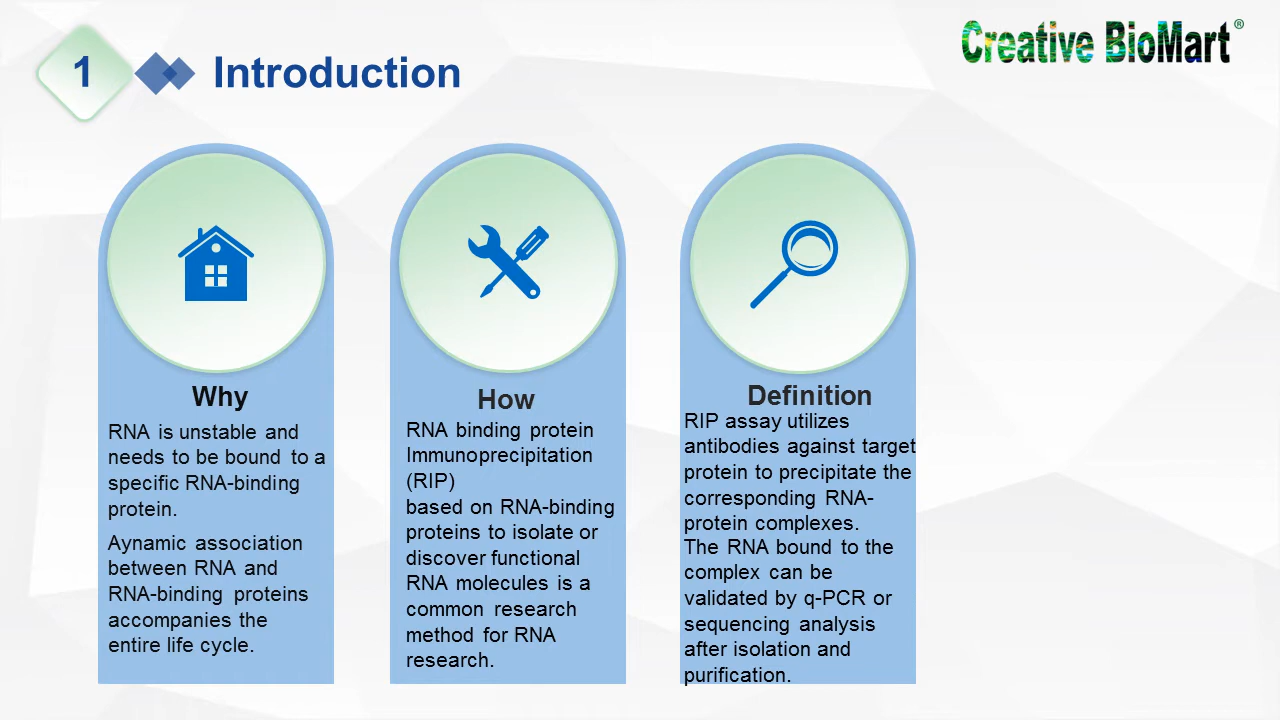 1
Introduction
Creative BioMart®
Why
RNA is unstable and
needs to be bound to a
specific RNA-binding
protein.
Aynamic association
between RNA and
RNA-binding proteins
accompanies the
entire life cycle.
How
RNA binding protein
Immunoprecipitation
(RIP)
based on RNA-binding
proteins to isolate or
discover functional
RNA molecules is a
common research
method for RNA
research.
Definition
RIP assay utilizes
antibodies against target
protein to precipitate the
corresponding RNA-
protein complexes.
The RNA bound to the
complex can be
validated by q-PCR or
sequencing analysis
after isolation and
purification.